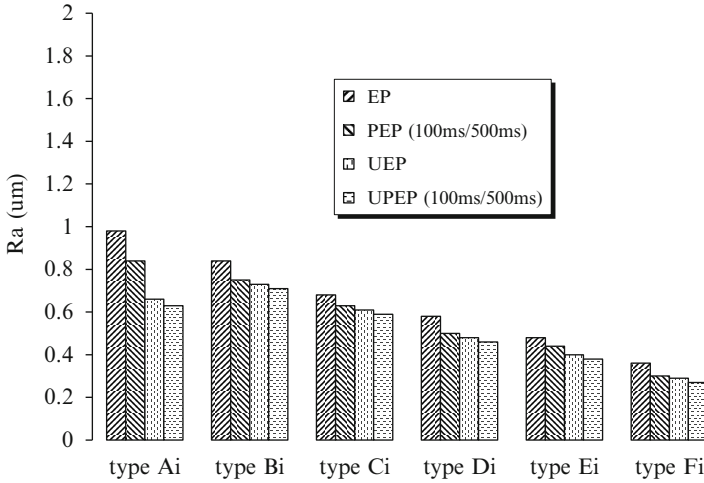 2
1.8
1.6
1.4
1.2
1
0.8
0.6
0.4
0.2
0
Ra (um)
EP
PEP (100ms/500ms)
UEP
UPEP (100ms/500ms)
type Ai type Bi type Ci type Di type Ei type Fi